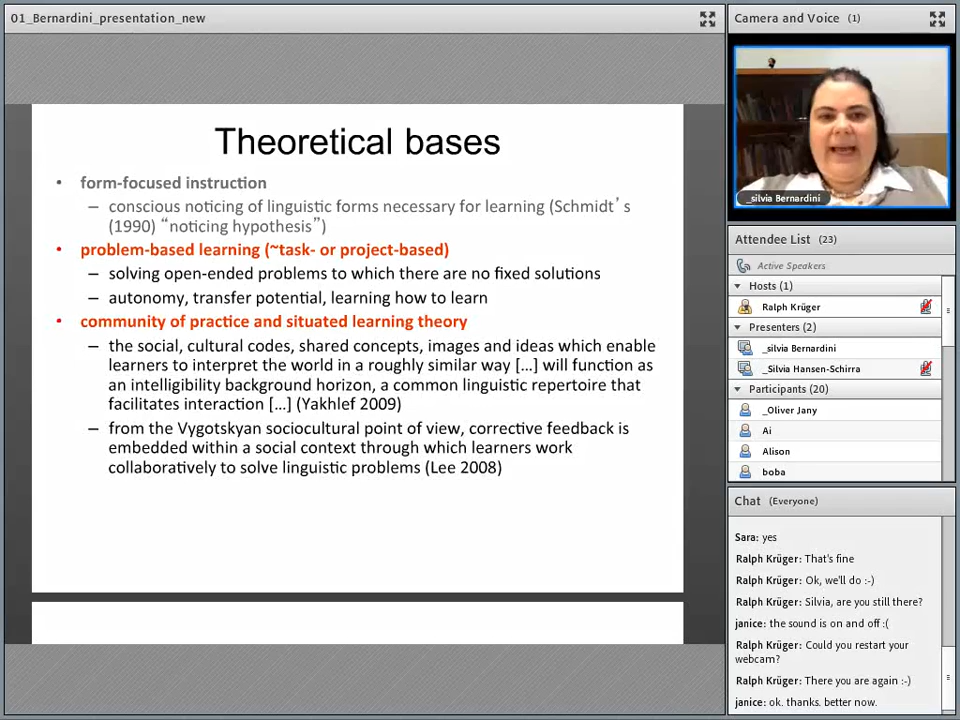 01_Bernardini_presentation_new
Theoretical bases
• form-focused instruction
– conscious noticing of linguistic forms necessary for learning (Schmidt's
(1990) “noticing hypothesis”)
• problem-based learning (~task- or project-based)
– solving open-ended problems to which there are no fixed solutions
– autonomy, transfer potential, learning how to learn
• community of practice and situated learning theory
– the social, cultural codes, shared concepts, images and ideas which enable
learners to interpret the world in a roughly similar way [...] will function as
an intelligibility background horizon, a common linguistic repertoire that
facilitates interaction [...] (Yakhlef 2009)
– from the Vygotskyan sociocultural point of view, corrective feedback is
embedded within a social context through which learners work
collaboratively to solve linguistic problems (Lee 2008)
Camera and Voice (1)
_silvia Bernardini
Attendee List (23)
Active Speakers
Hosts (1)
Ralph Krüger
Presenters (2)
_silvia Bernardini
_Silvia Hansen-Schirra
Participants (20)
_Oliver Jany
Ai
Alison
boba
Chat (Everyone)
Sara: yes
Ralph Krüger: That's fine
Ralph Krüger: Ok, we'll do :-)
Ralph Krüger: Silvia, are you still there?
janice: the sound is on and off :(
Ralph Krüger: Could you restart your
webcam?
Ralph Krüger: There you are again :-)
janice: ok. thanks. better now.